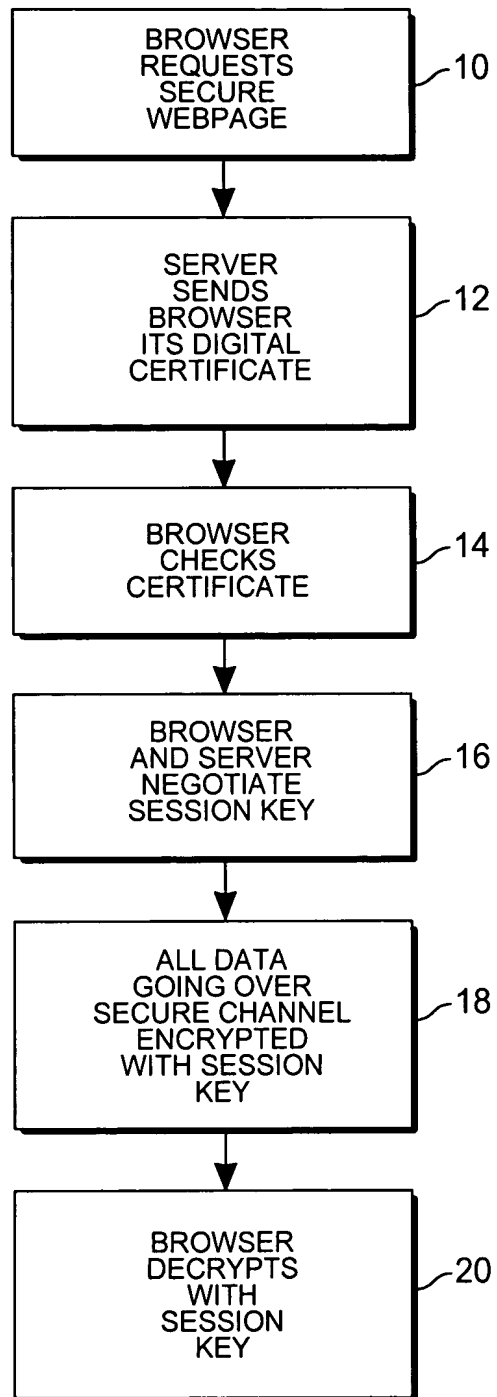 BROWSER
REQUESTS
SECURE
WEBPAGE
10
SERVER
SENDS
BROWSER
ITS DIGITAL
CERTIFICATE
12
BROWSER
CHECKS
CERTIFICATE
14
BROWSER
AND SERVER
NEGOTIATE
SESSION KEY
16
ALL DATA
GOING OVER
SECURE CHANNEL
ENCRYPTED
WITH SESSION
KEY
18
BROWSER
DECRYPTS
WITH
SESSION
KEY
20